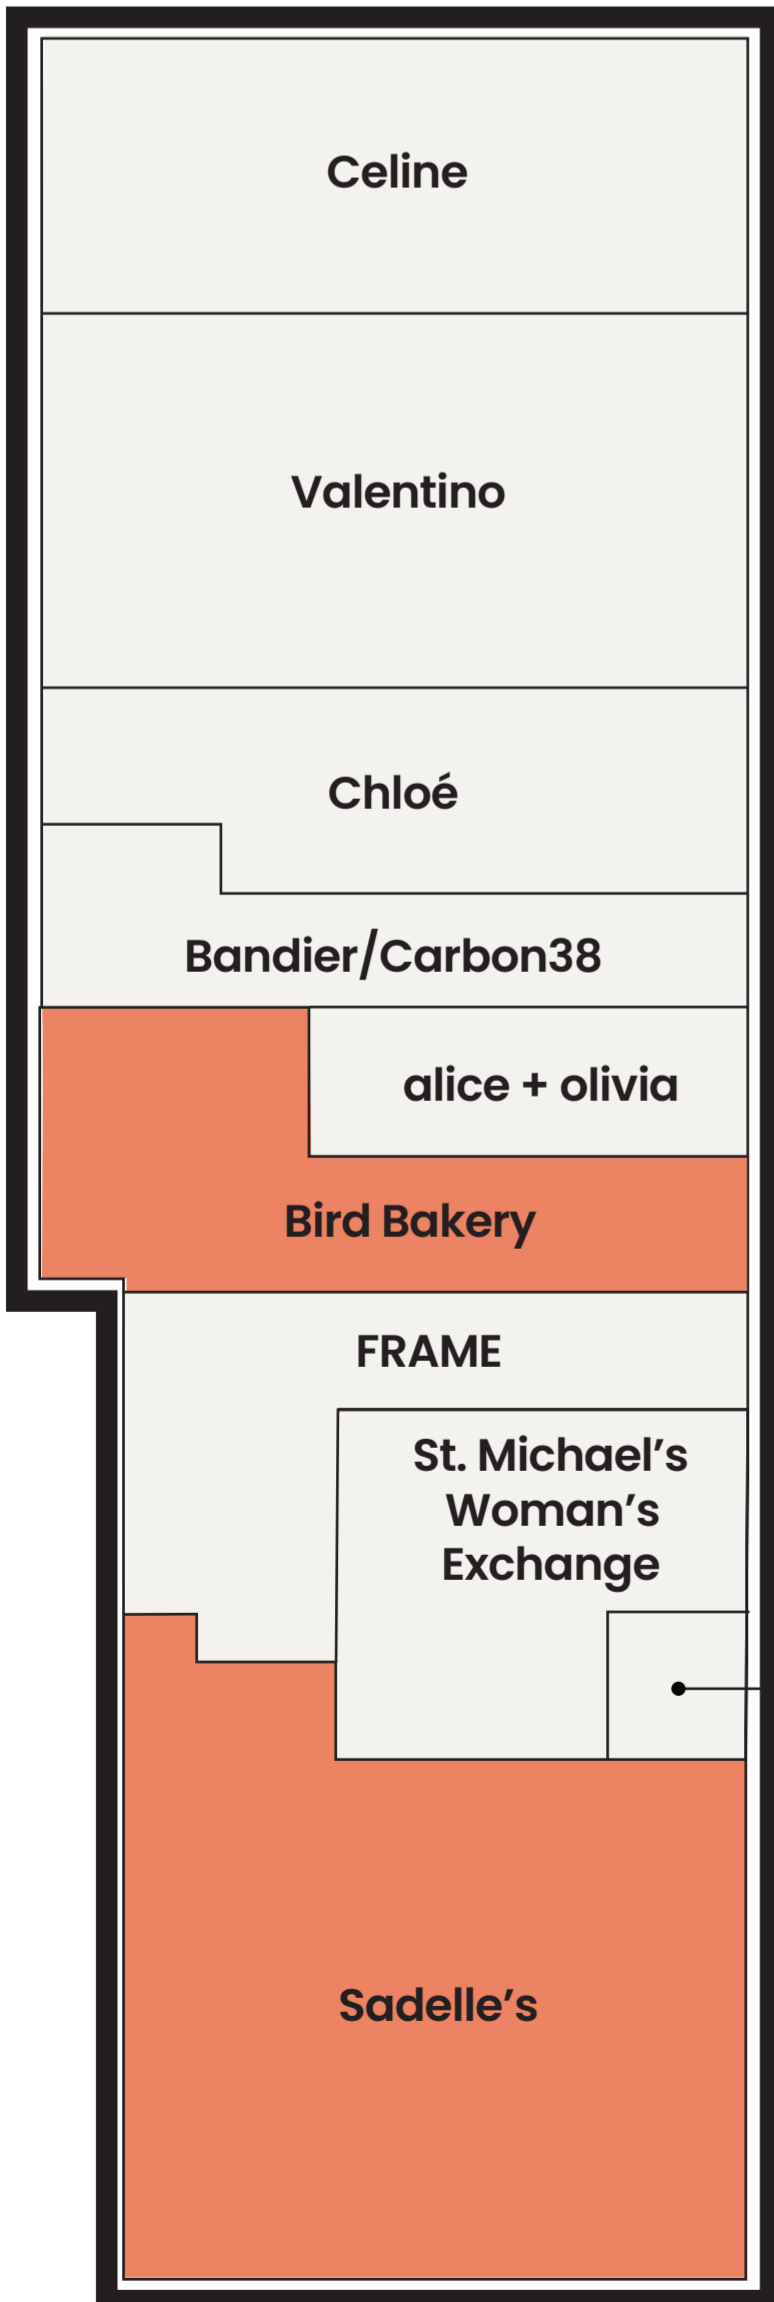 Celine
Valentino
Chloé
Bandier/Carbon38
alice + olivia
Bird Bakery
FRAME
St. Michael’s
Woman’s
Exchange
Sadelle’s